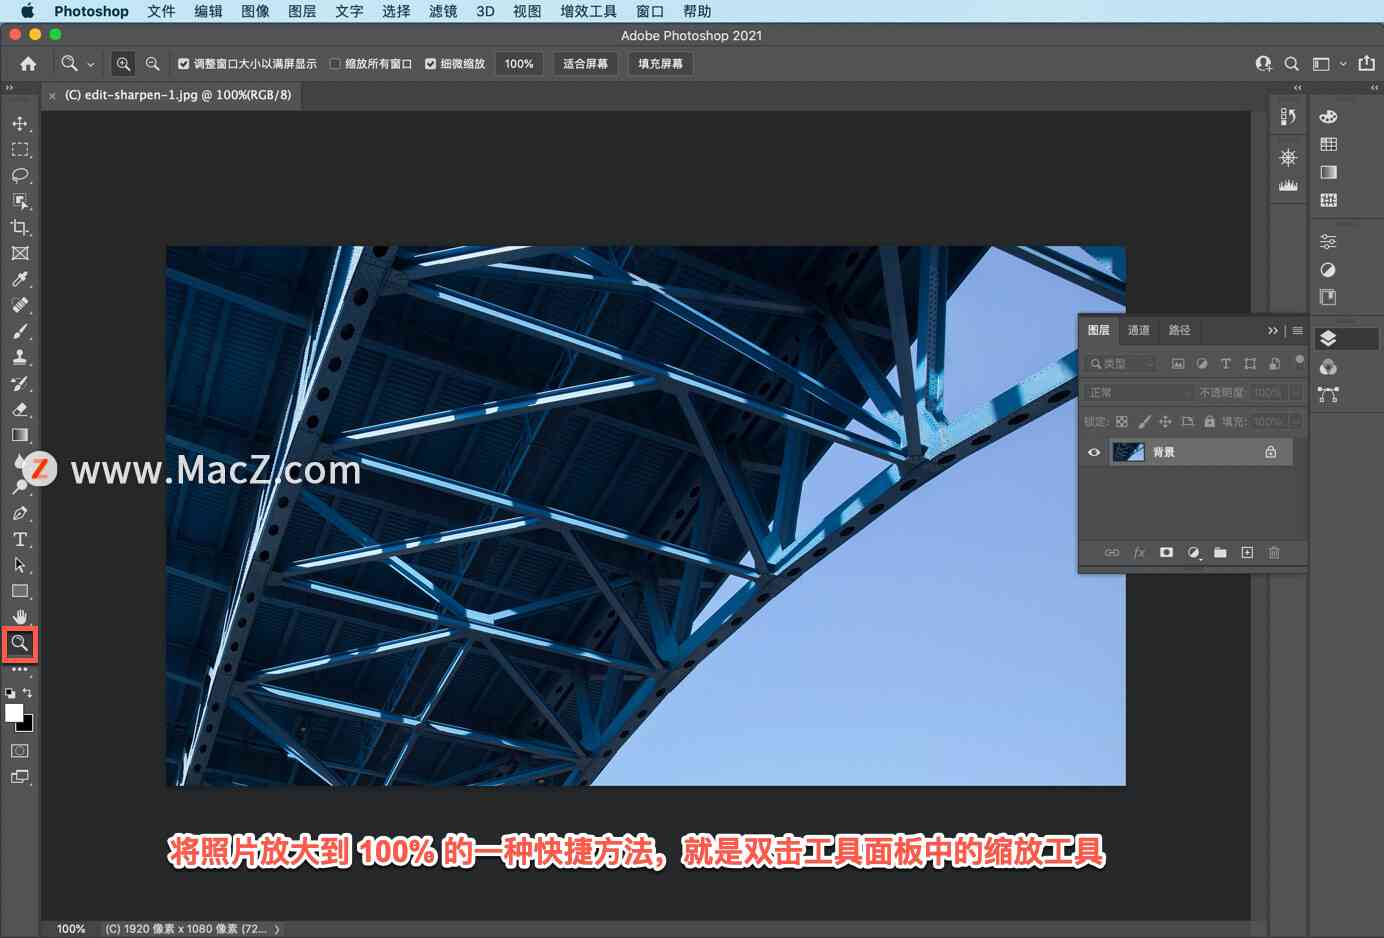 Photoshop 文件 编辑 图像 图层 文字 选择 滤镜 3D 视图 增效工具 窗口 帮助
Adobe Photoshop 2021
调整窗口大小以满屏显示 缩放所有窗口 细微缩放 100% 适合屏幕 填充屏幕
(C) edit-sharpen-1.jpg @ 100%(RGB/8)
图层 通道 路径
类型
正常 不透明度: 100%
锁定: 填充: 100%
背景
fx
Z www.MacZ.com
将照片放大到 100% 的一种快捷方法，就是双击工具面板中的缩放工具
100% (C) 1920 像素 x 1080 像素 (72...